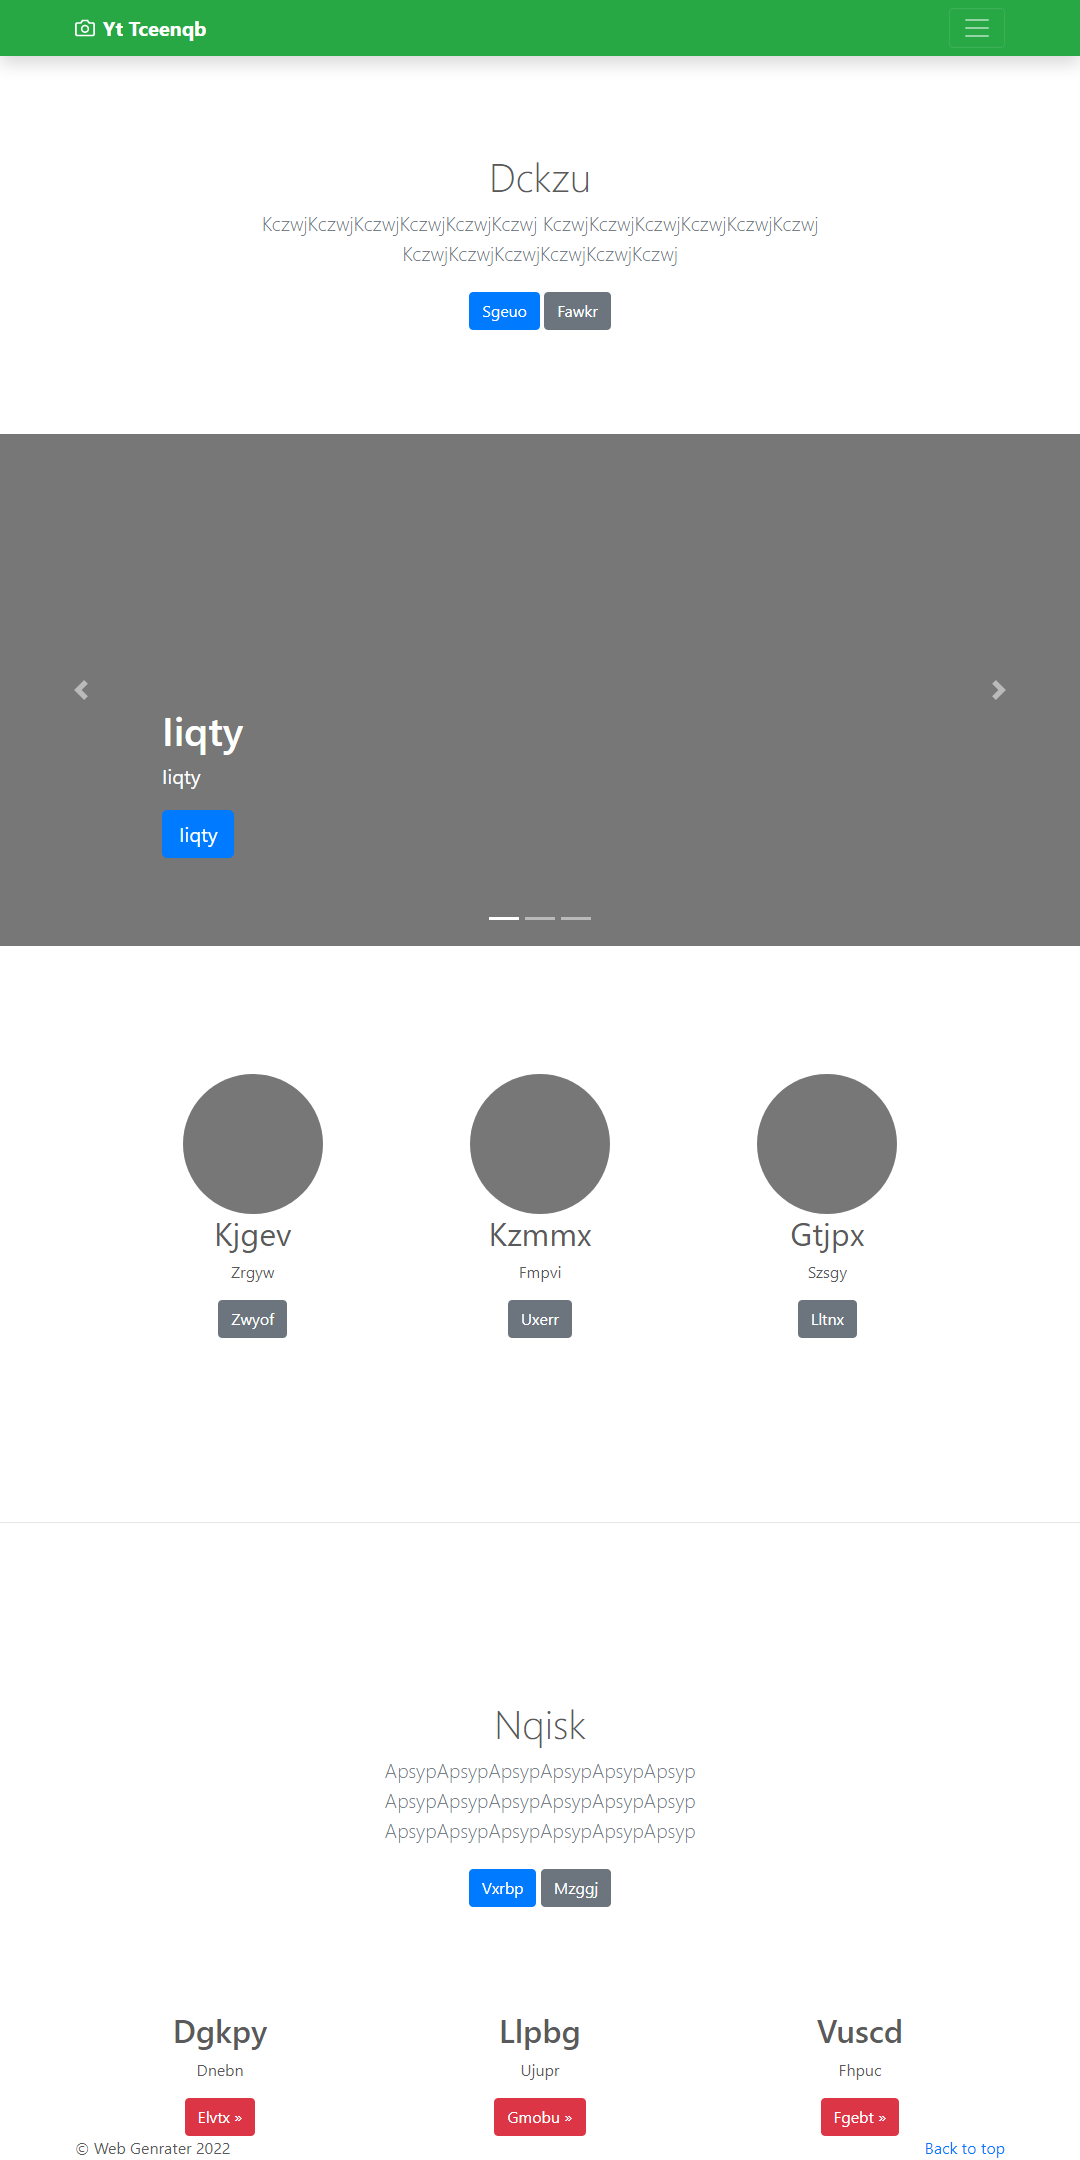 Yt Tceenqb
Dckzu
KczwjKczwjKczwjKczwjKczwjKczwj KczwjKczwjKczwjKczwjKczwjKczwj
KczwjKczwjKczwjKczwjKczwjKczwj
Sgeuo Fawkr
Iiqty
Iiqty
Iiqty
Kjgev Kzmmx Gtjpx
Zrgyw Fmpvi Szsgy
Zwyof Uxerr Lltnx
Nqisk
ApsypApsypApsypApsypApsypApsyp
ApsypApsypApsypApsypApsypApsyp
ApsypApsypApsypApsypApsypApsyp
Vxrbp Mzggj
Dgkpy Llpbg Vuscd
Dnebn Ujupr Fhpuc
Elvtx » Gmobu » Fgebt »
© Web Genrater 2022 Back to top